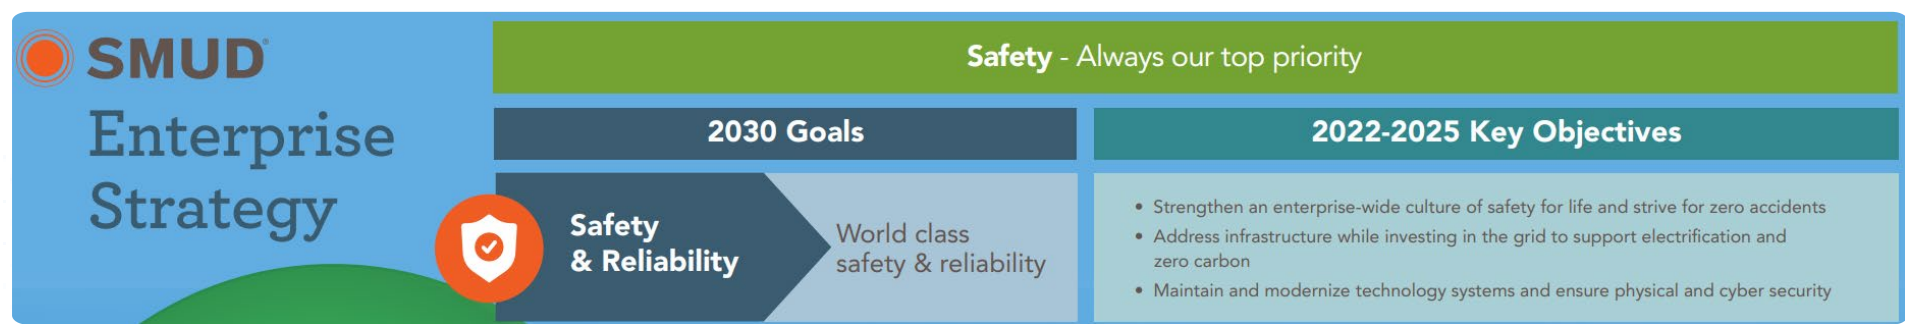 SMUD®
Enterprise
Strategy
Safety - Always our top priority
2030 Goals
2022-2025 Key Objectives
Safety
& Reliability
World class
safety & reliability
• Strengthen an enterprise-wide culture of safety for life and strive for zero accidents
• Address infrastructure while investing in the grid to support electrification and
zero carbon
• Maintain and modernize technology systems and ensure physical and cyber security